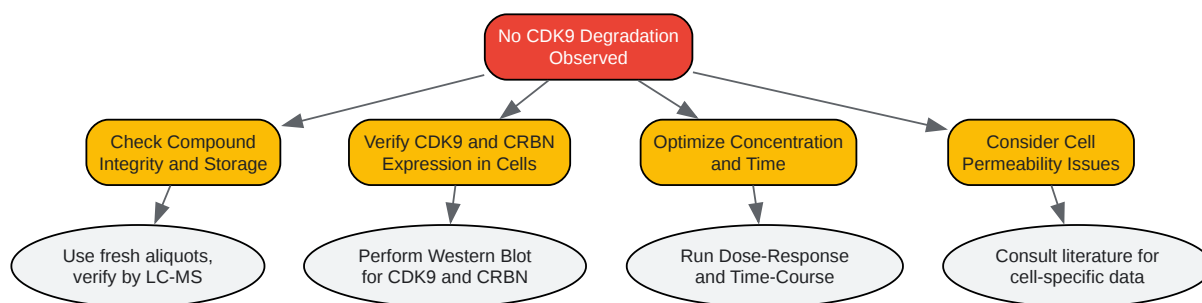 No CDK9 Degradation
Observed
Check Compound
Integrity and Storage
Verify CDK9 and CRBN
Expression in Cells
Optimize Concentration
and Time
Consider Cell
Permeability Issues
Use fresh aliquots,
verify by LC-MS
Perform Western Blot
for CDK9 and CRBN
Run Dose-Response
and Time-Course
Consult literature for
cell-specific data